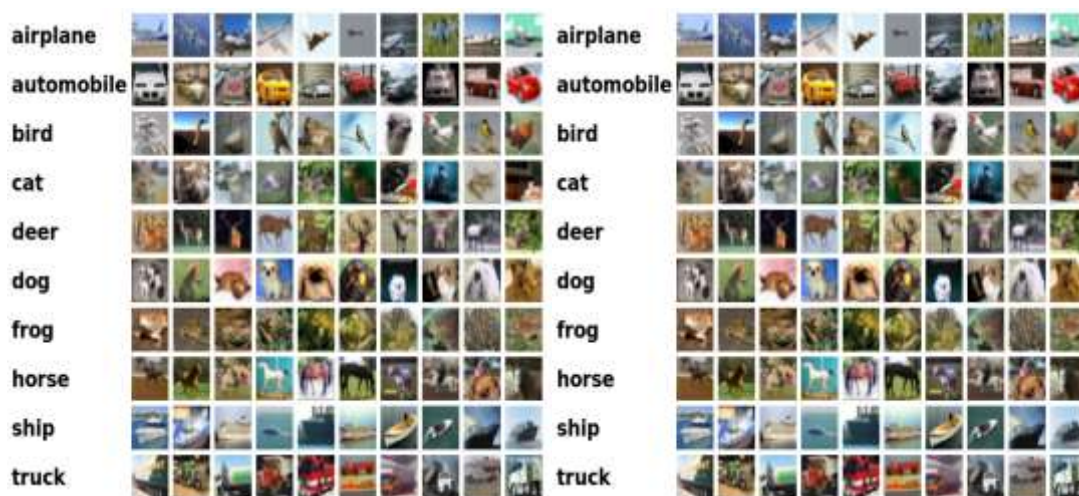 airplane airplane
automobile automobile
bird bird
cat cat
deer deer
dog dog
frog frog
horse horse
ship ship
truck truck